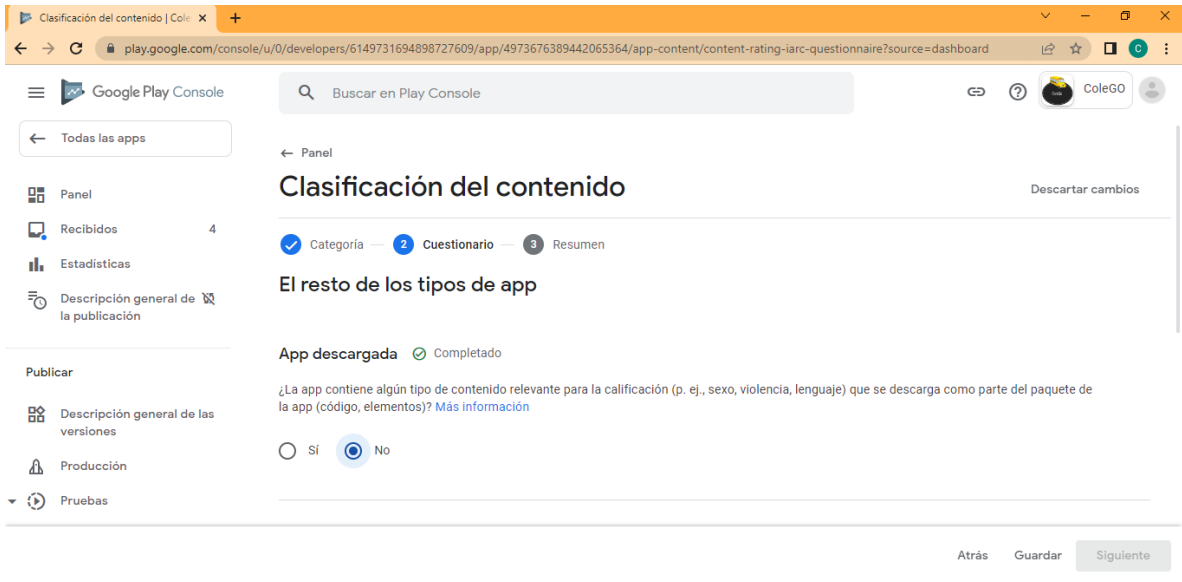 Clasificación del contenido | Cole
play.google.com/console/u/0/developers/6149731694898727609/app/4973676389442065364/app-content/content-rating-iarc-questionnaire?source=dashboard
C
Google Play Console
Buscar en Play Console
ColeGO
Todas las apps
Panel
Recibidos 4
Estadísticas
Descripción general de
la publicación
Publicar
Descripción general de las
versiones
Producción
Pruebas
← Panel
Clasificación del contenido
Descartar cambios
Categoría 2 Cuestionario 3 Resumen
El resto de los tipos de app
App descargada Completado
¿La app contiene algún tipo de contenido relevante para la calificación (p. ej., sexo, violencia, lenguaje) que se descarga como parte del paquete de
la app (código, elementos)? Más información
Sí No
Atrás Guardar Siguiente